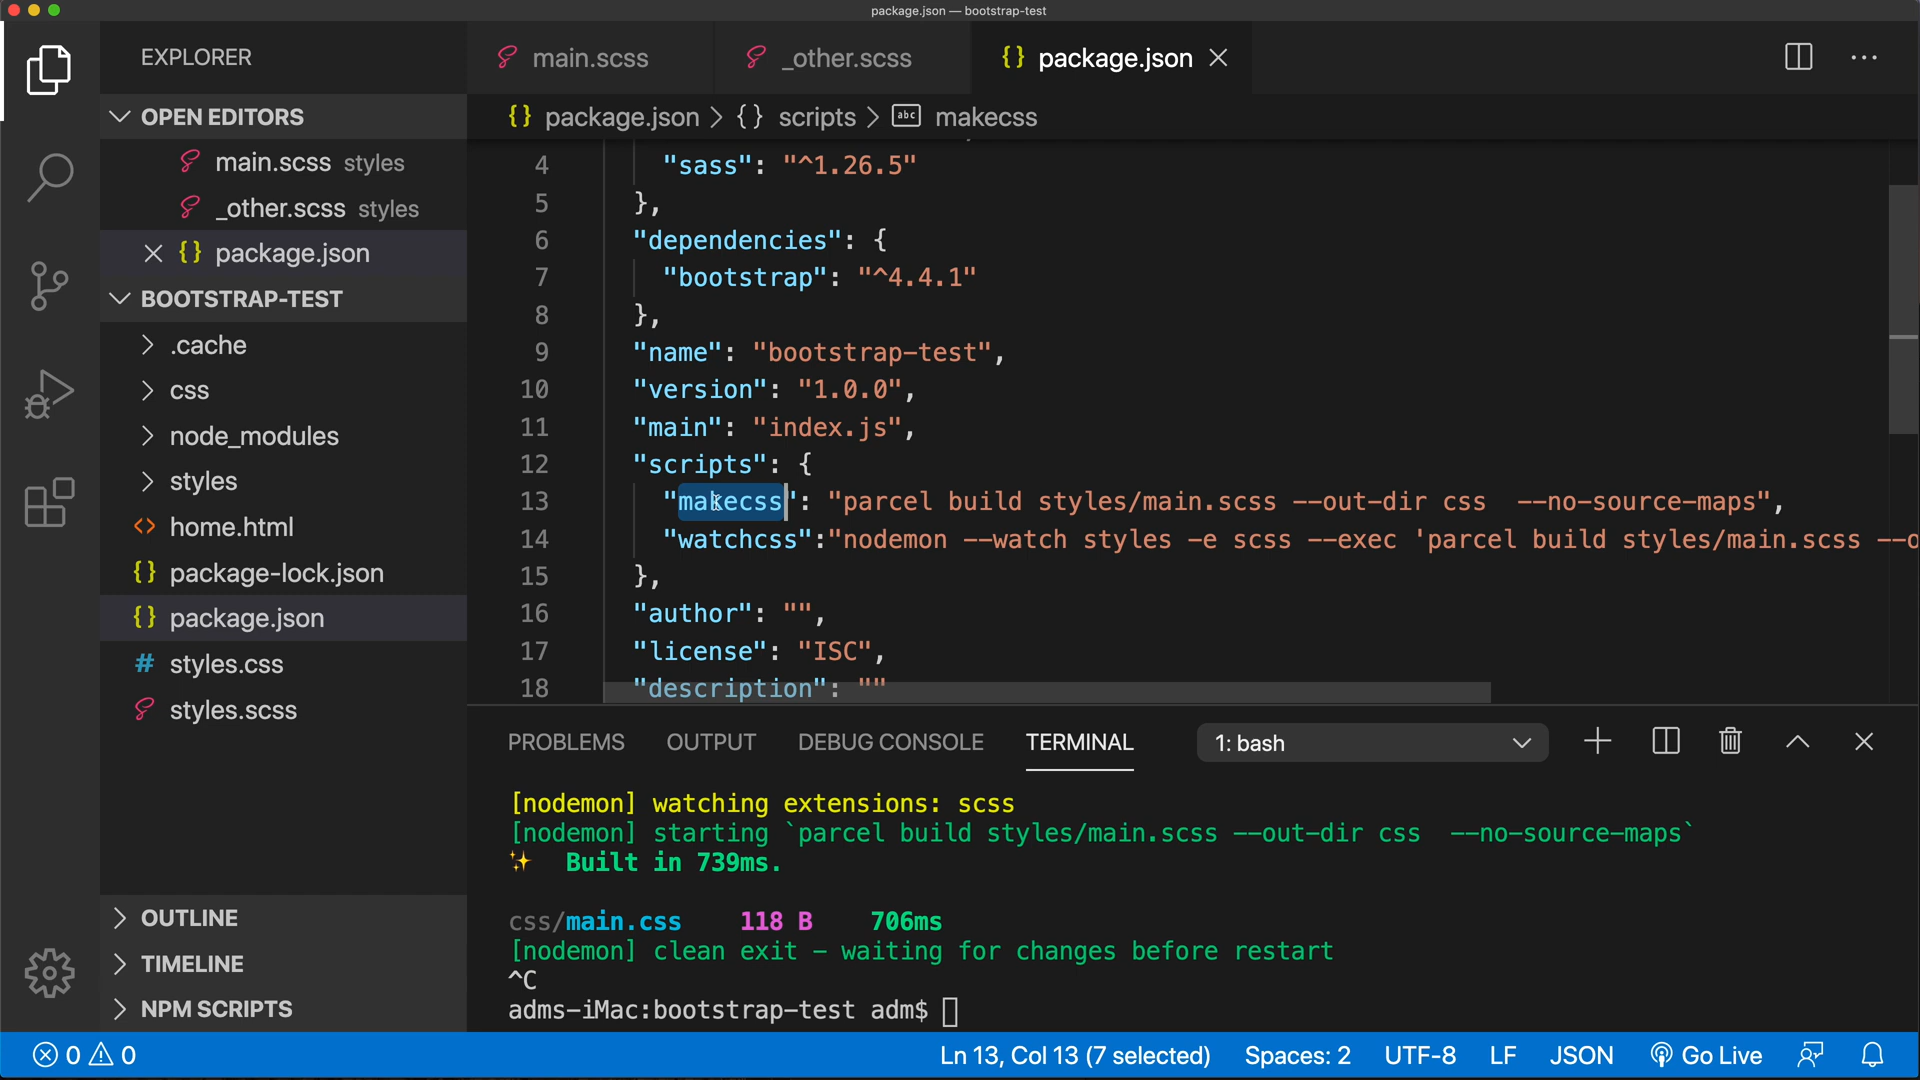 package.json — bootstrap-test
EXPLORER
OPEN EDITORS
main.scss styles
_other.scss styles
package.json
BOOTSTRAP-TEST
.cache
css
node_modules
styles
home.html
package-lock.json
package.json
styles.css
styles.scss
OUTLINE
TIMELINE
NPM SCRIPTS
main.scss
_other.scss
package.json
package.json > {} scripts > abc makecss
4 "sass": "^1.26.5"
5 },
6 "dependencies": {
7 "bootstrap": "^4.4.1"
8 },
9 "name": "bootstrap-test",
10 "version": "1.0.0",
11 "main": "index.js",
12 "scripts": {
13 "makecss": "parcel build styles/main.scss --out-dir css  --no-source-maps",
14 "watchcss":"nodemon --watch styles -e scss --exec 'parcel build styles/main.scss --o
15 },
16 "author": "",
17 "license": "ISC",
18 "description": ""
PROBLEMS OUTPUT DEBUG CONSOLE TERMINAL 1: bash
[nodemon] watching extensions: scss
[nodemon] starting `parcel build styles/main.scss --out-dir css  --no-source-maps`
✨ Built in 739ms.
css/main.css 118 B 706ms
[nodemon] clean exit - waiting for changes before restart
^C
adms-iMac:bootstrap-test adm$
0 0 Ln 13, Col 13 (7 selected) Spaces: 2 UTF-8 LF JSON Go Live